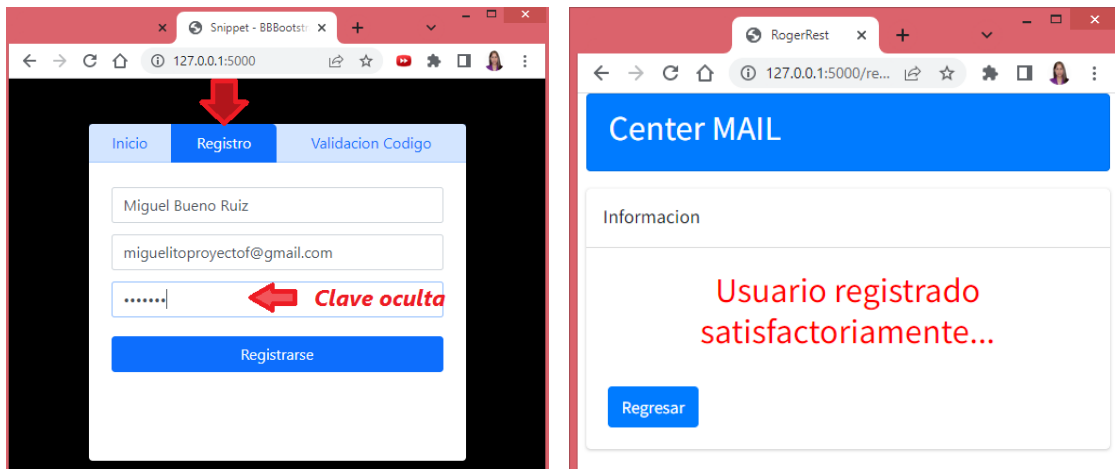 Snippet - BBBootst
127.0.0.1:5000
Inicio
Registro
Validacion Codigo
Miguel Bueno Ruiz
miguelitoproyectof@gmail.com
•••••••
Clave oculta
Registrarse
RogerRest
127.0.0.1:5000/re...
Center MAIL
Informacion
Usuario registrado
satisfactoriamente...
Regresar